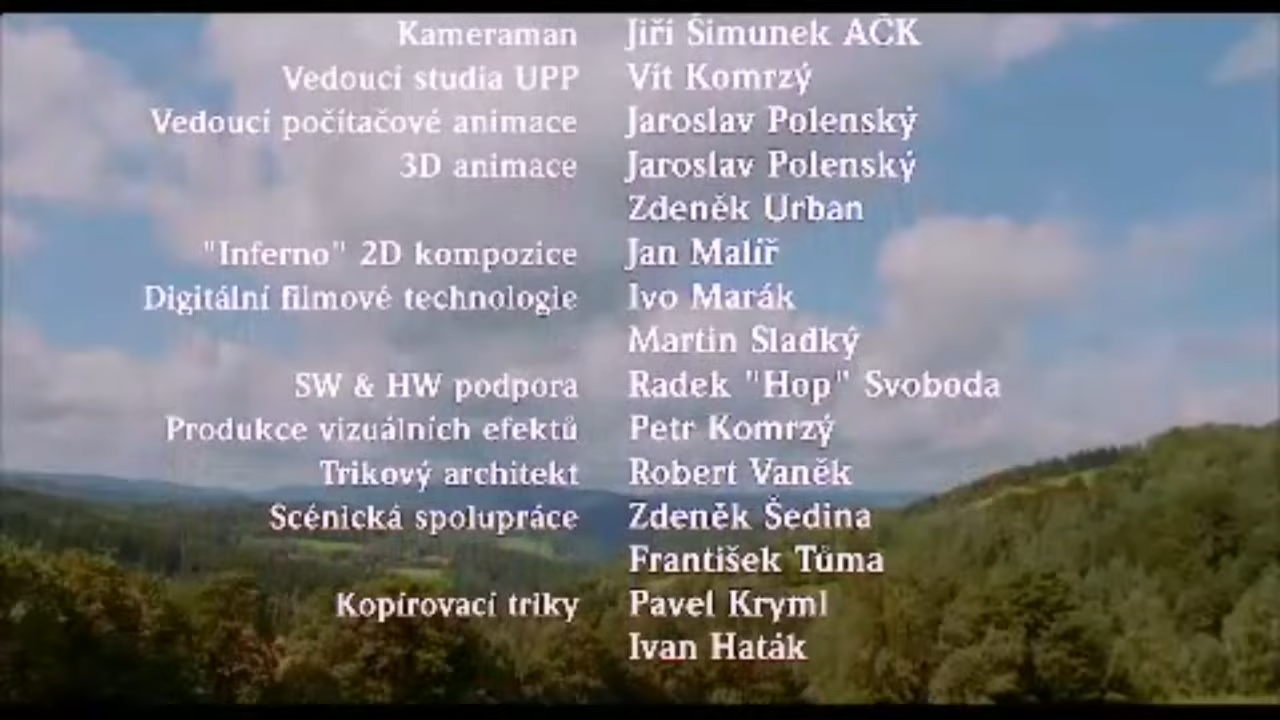 Kameraman Jiří Šimunek AČK
Vedoucí studia UPP Vít Komrzý
Vedoucí počítačové animace Jaroslav Polenský
3D animace Jaroslav Polenský
Zdeněk Urban
"Inferno" 2D kompozice Jan Malíř
Digitální filmové technologie Ivo Marák
Martin Sladký
SW & HW podpora Radek "Hop" Svoboda
Produkce vizuálních efektů Petr Komrzý
Trikový architekt Robert Vaněk
Scénická spolupráce Zdeněk Šedina
František Tůma
Kopírovací triky Pavel Kryml
Ivan Haták